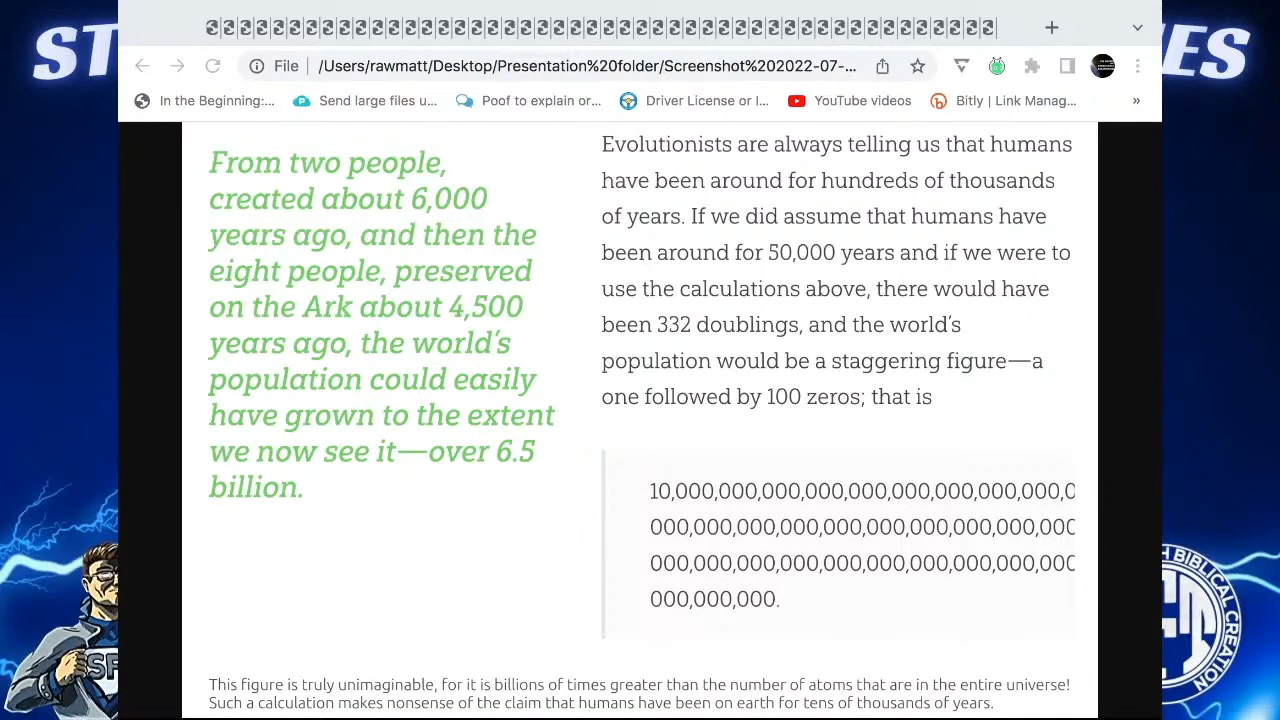 ST
ES
File
/Users/rawmatt/Desktop/Presentation%20folder/Screenshot%202022-07-...
In the Beginning:...
Send large files u...
Poof to explain or...
Driver License or I...
YouTube videos
Bitly | Link Manag...
»
From two people,
created about 6,000
years ago, and then the
eight people, preserved
on the Ark about 4,500
years ago, the world's
population could easily
have grown to the extent
we now see it—over 6.5
billion.
Evolutionists are always telling us that humans
have been around for hundreds of thousands
of years. If we did assume that humans have
been around for 50,000 years and if we were to
use the calculations above, there would have
been 332 doublings, and the world's
population would be a staggering figure—a
one followed by 100 zeros; that is
10,000,000,000,000,000,000,000,000,000,0
000,000,000,000,000,000,000,000,000,000
000,000,000,000,000,000,000,000,000,000
000,000,000.
This figure is truly unimaginable, for it is billions of times greater than the number of atoms that are in the entire universe!
Such a calculation makes nonsense of the claim that humans have been on earth for tens of thousands of years.
SF
H BIBLICAL CREATION